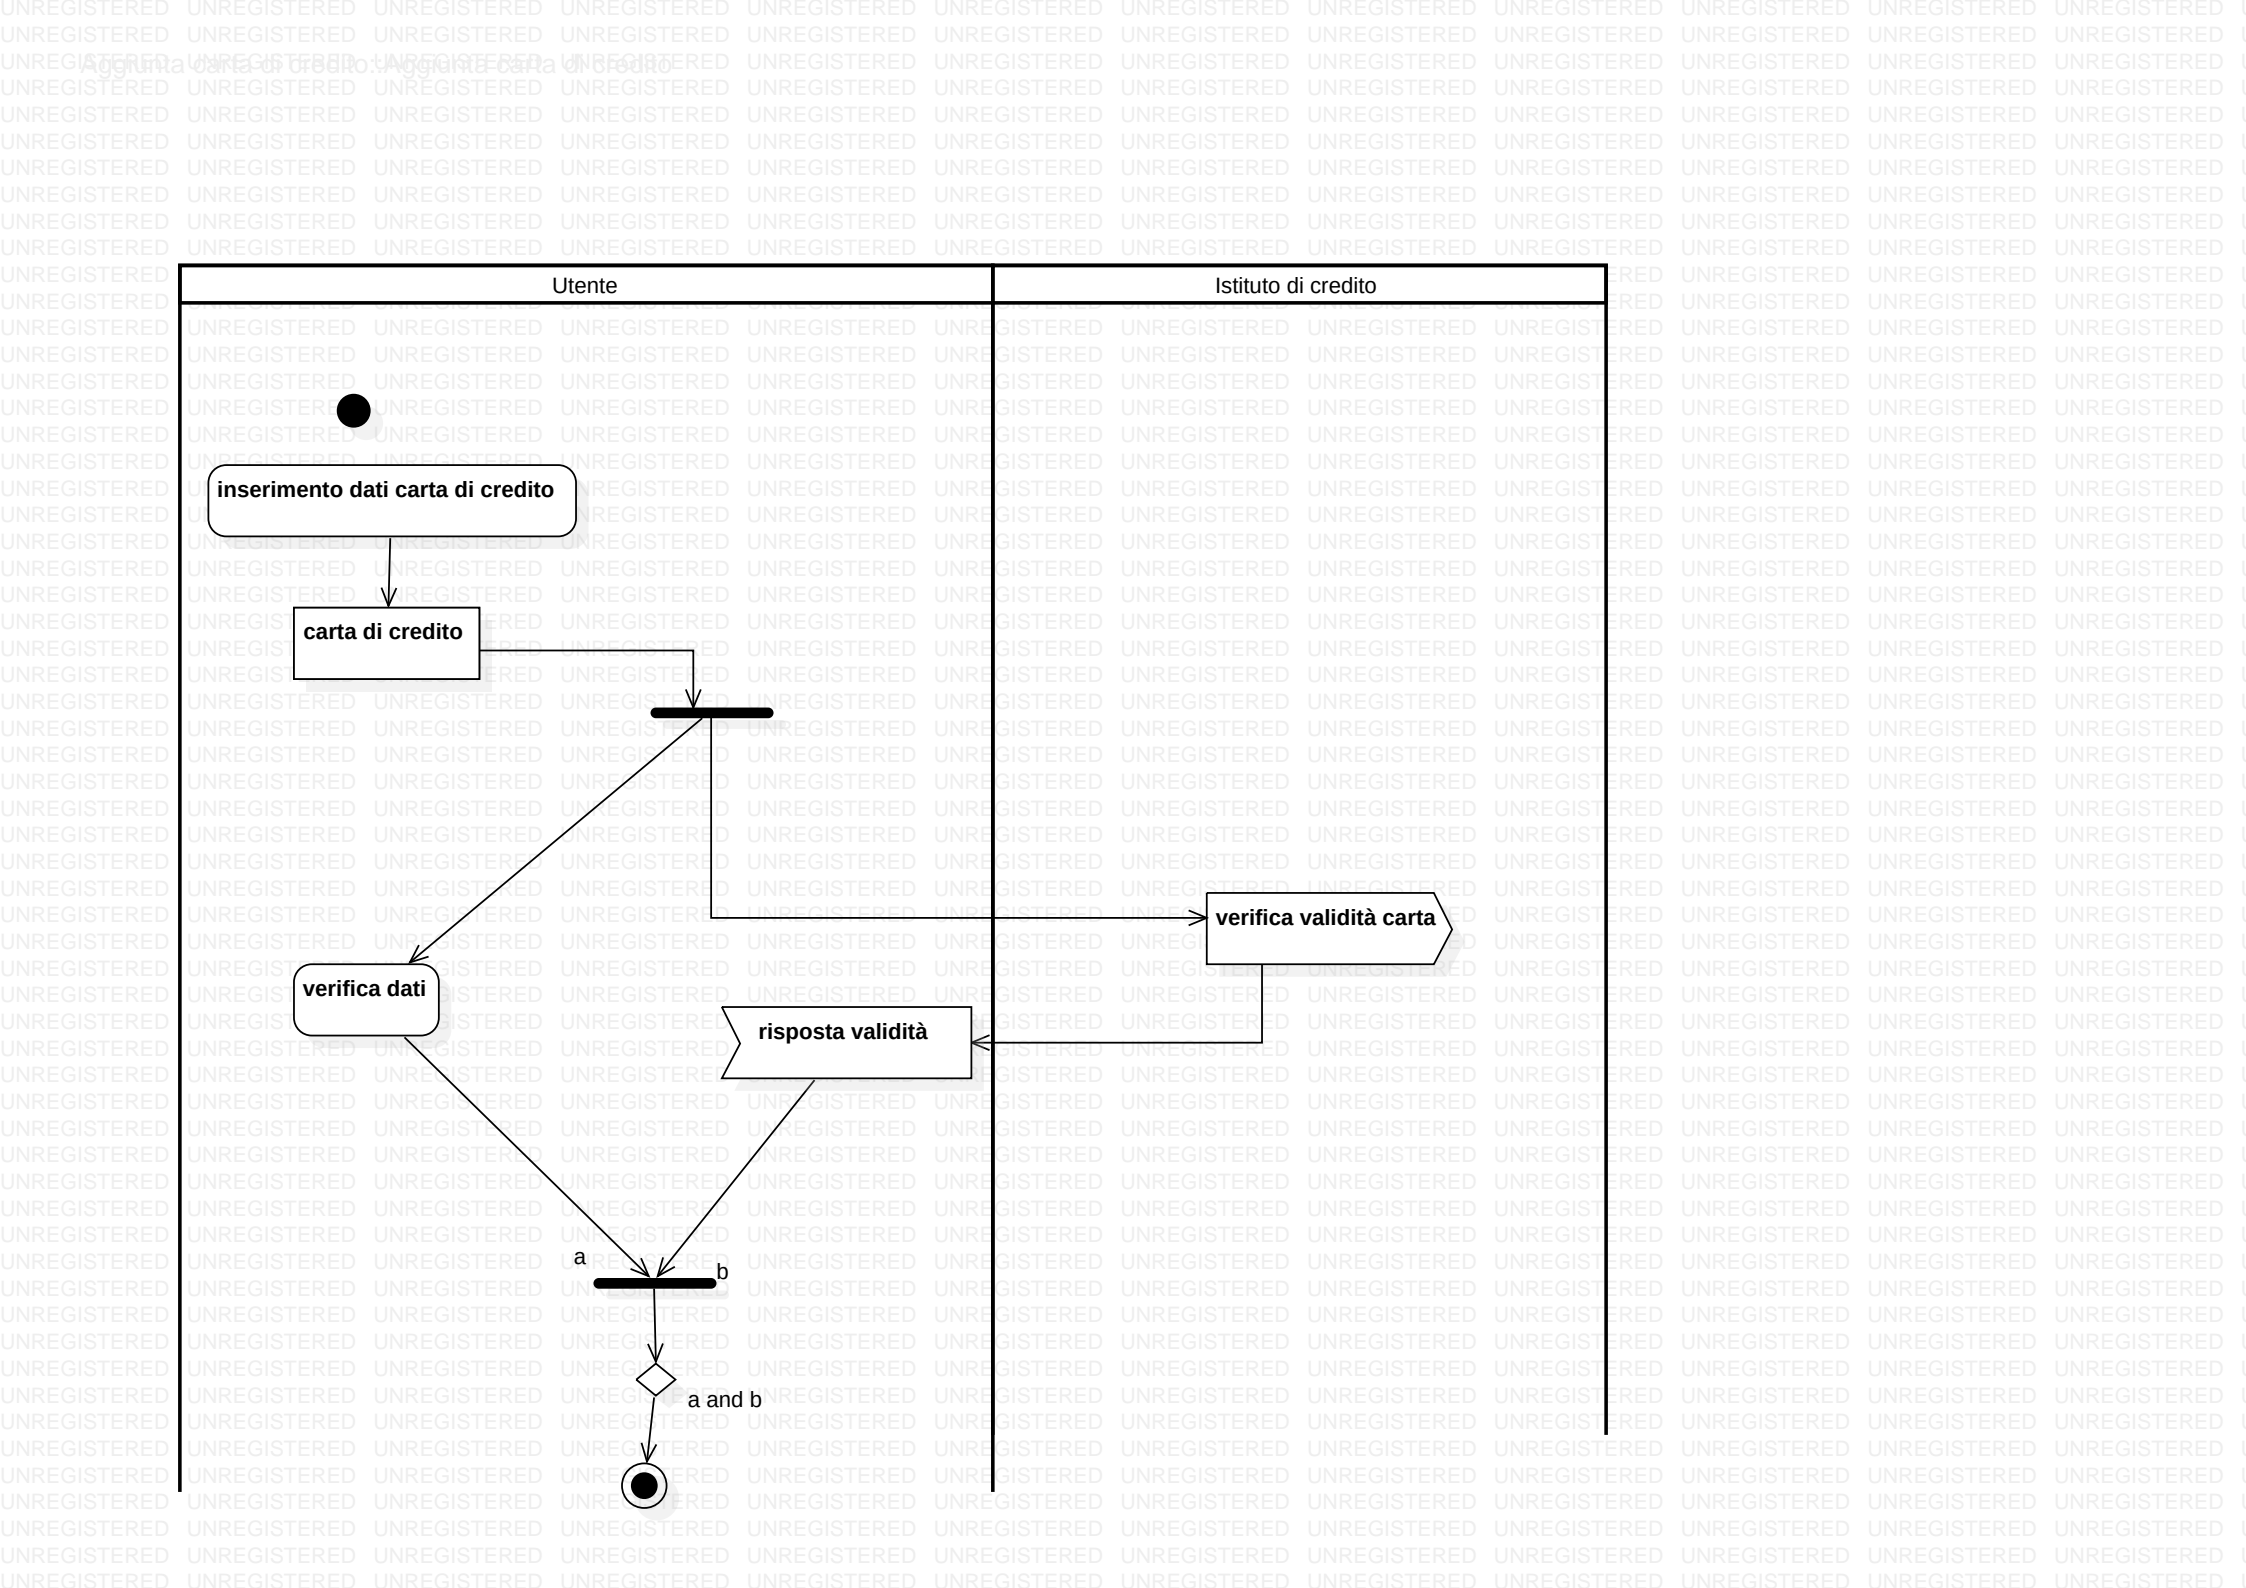 Aggiunta carta di credito::Aggiunta carta di credito
Utente
Istituto di credito
inserimento dati carta di credito
carta di credito
verifica validità carta
verifica dati
risposta validità
a
b
a and b
UNREGISTERED